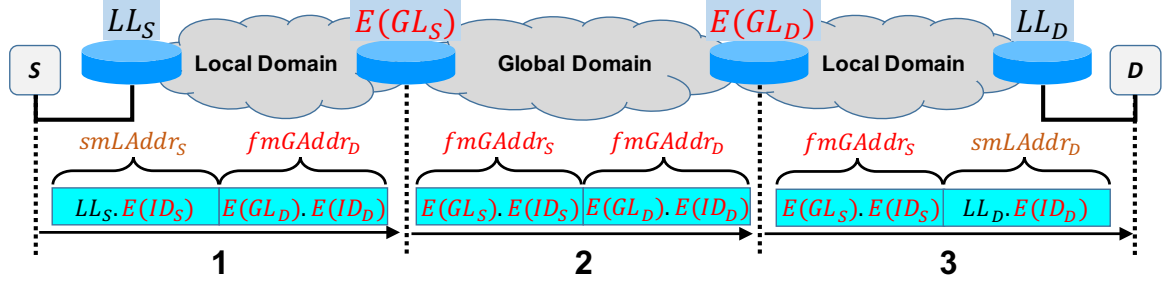 LL_S E(GL_S) E(GL_D) LL_D
S Local Domain Global Domain Local Domain D
smLAddr_S fmGAddr_D fmGAddr_S fmGAddr_D fmGAddr_S smLAddr_D
LL_S.E(ID_S) E(GL_D).E(ID_D) E(GL_S).E(ID_S) E(GL_D).E(ID_D) E(GL_S).E(ID_S) LL_D.E(ID_D)
1 2 3